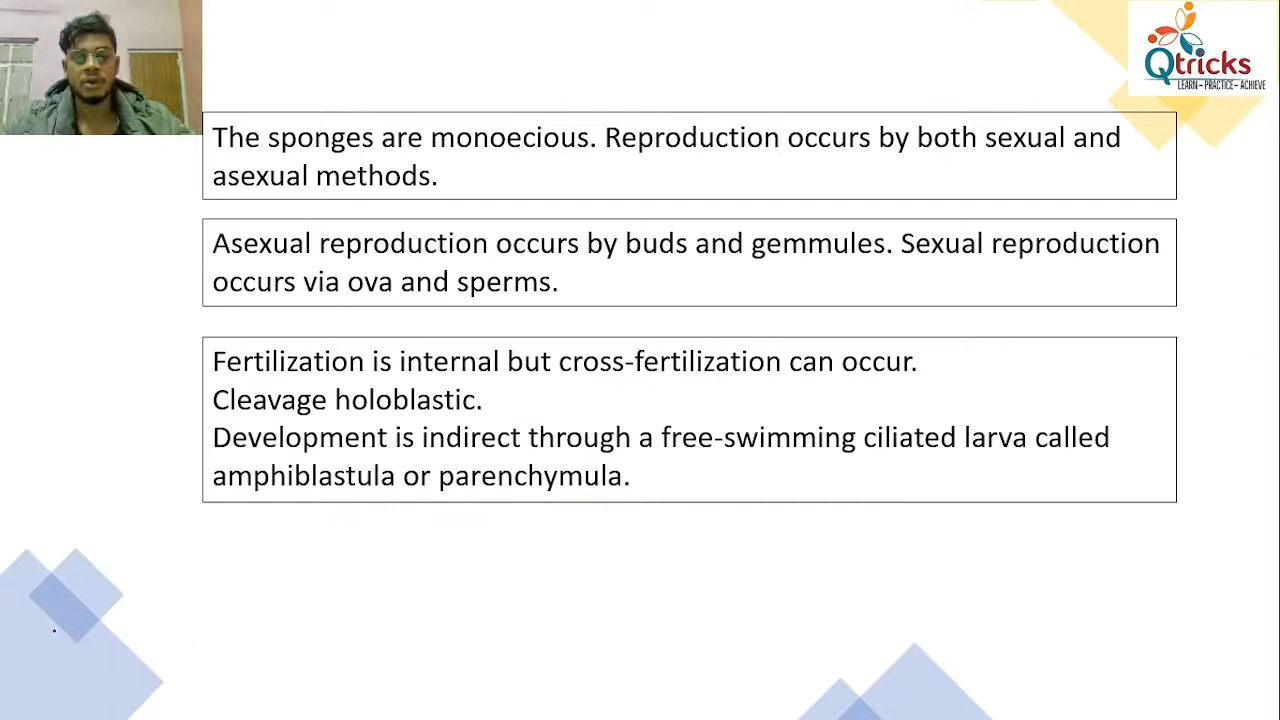 Qtricks
LEARN – PRACTICE – ACHIEVE
The sponges are monoecious. Reproduction occurs by both sexual and
asexual methods.
Asexual reproduction occurs by buds and gemmules. Sexual reproduction
occurs via ova and sperms.
Fertilization is internal but cross-fertilization can occur.
Cleavage holoblastic.
Development is indirect through a free-swimming ciliated larva called
amphiblastula or parenchymula.